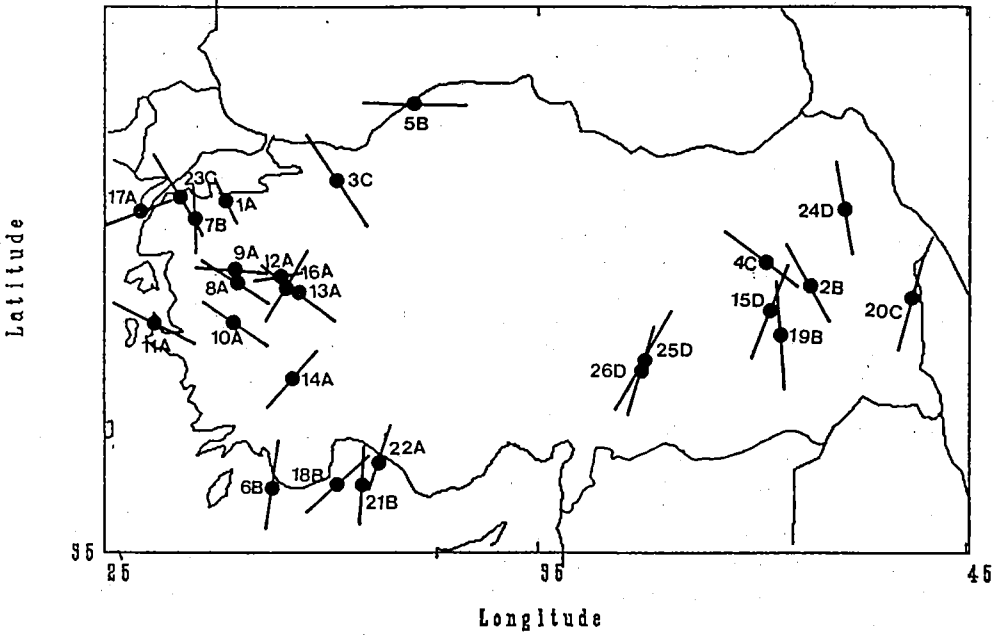 5B
23C
3C
17A
1A
7B
24D
9A
12A
16A
4C
8A
13A
2B
15D
20C
11A
10A
19B
25D
26D
14A
22A
18B
6B
21B
35
25
35
45
Latitude
Longitude